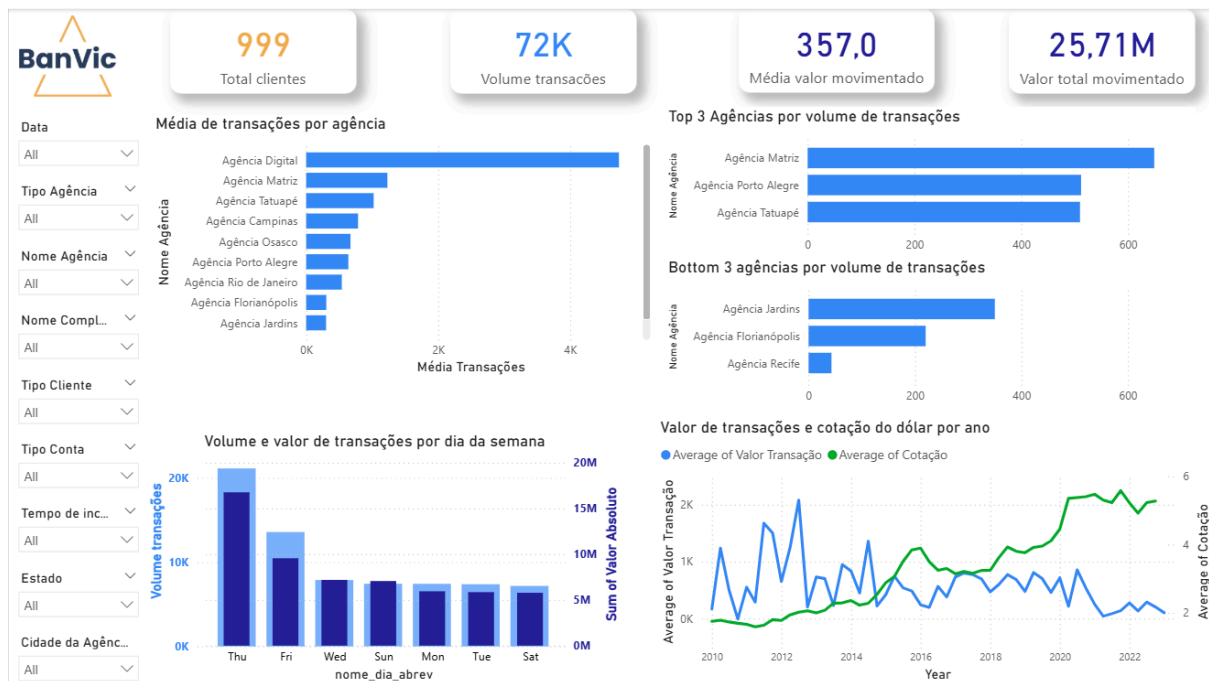 BanVic
999
Total clientes
72K
Volume transacões
357,0
Média valor movimentado
25,71M
Valor total movimentado
Data
All
Tipo Agência
All
Nome Agência
All
Nome Compl...
All
Tipo Cliente
All
Tipo Conta
All
Tempo de inc...
All
Estado
All
Cidade da Agênc...
All
Média de transações por agência
Nome Agência
Agência Digital
Agência Matriz
Agência Tatuapé
Agência Campinas
Agência Osasco
Agência Porto Alegre
Agência Rio de Janeiro
Agência Florianópolis
Agência Jardins
0K 2K 4K
Média Transações
Top 3 Agências por volume de transações
Nome Agência
Agência Matriz
Agência Porto Alegre
Agência Tatuapé
0 200 400 600
Bottom 3 agências por volume de transações
Nome Agência
Agência Jardins
Agência Florianópolis
Agência Recife
0 200 400 600
Volume e valor de transações por dia da semana
Volume transações
20K
10K
0K
20M
15M
10M
5M
0M
Sum of Valor Absoluto
Thu Fri Wed Sun Mon Tue Sat
nome_dia_abrev
Valor de transações e cotação do dólar por ano
Average of Valor Transação Average of Cotação
Average of Valor Transação
2K
1K
0K
6
4
2
Average of Cotação
2010 2012 2014 2016 2018 2020 2022
Year